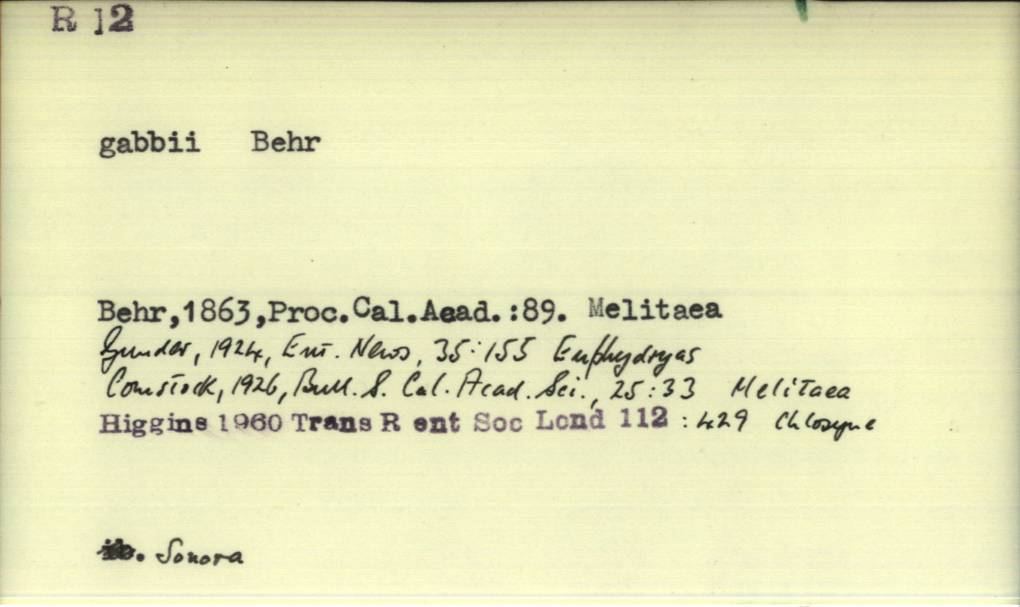 R 12
gabbii Behr
Behr,1863,Proc.Cal.Acad.:89. Melitaea
Gunder, 1924, Ent. News, 35:155 Euphydryas
Comstock, 1926, Bull. S. Cal. Acad. Sci., 25:33 Melitaea
Higgins 1960 Trans R ent Soc Lond 112 : 429 Chlosyne
Sonora